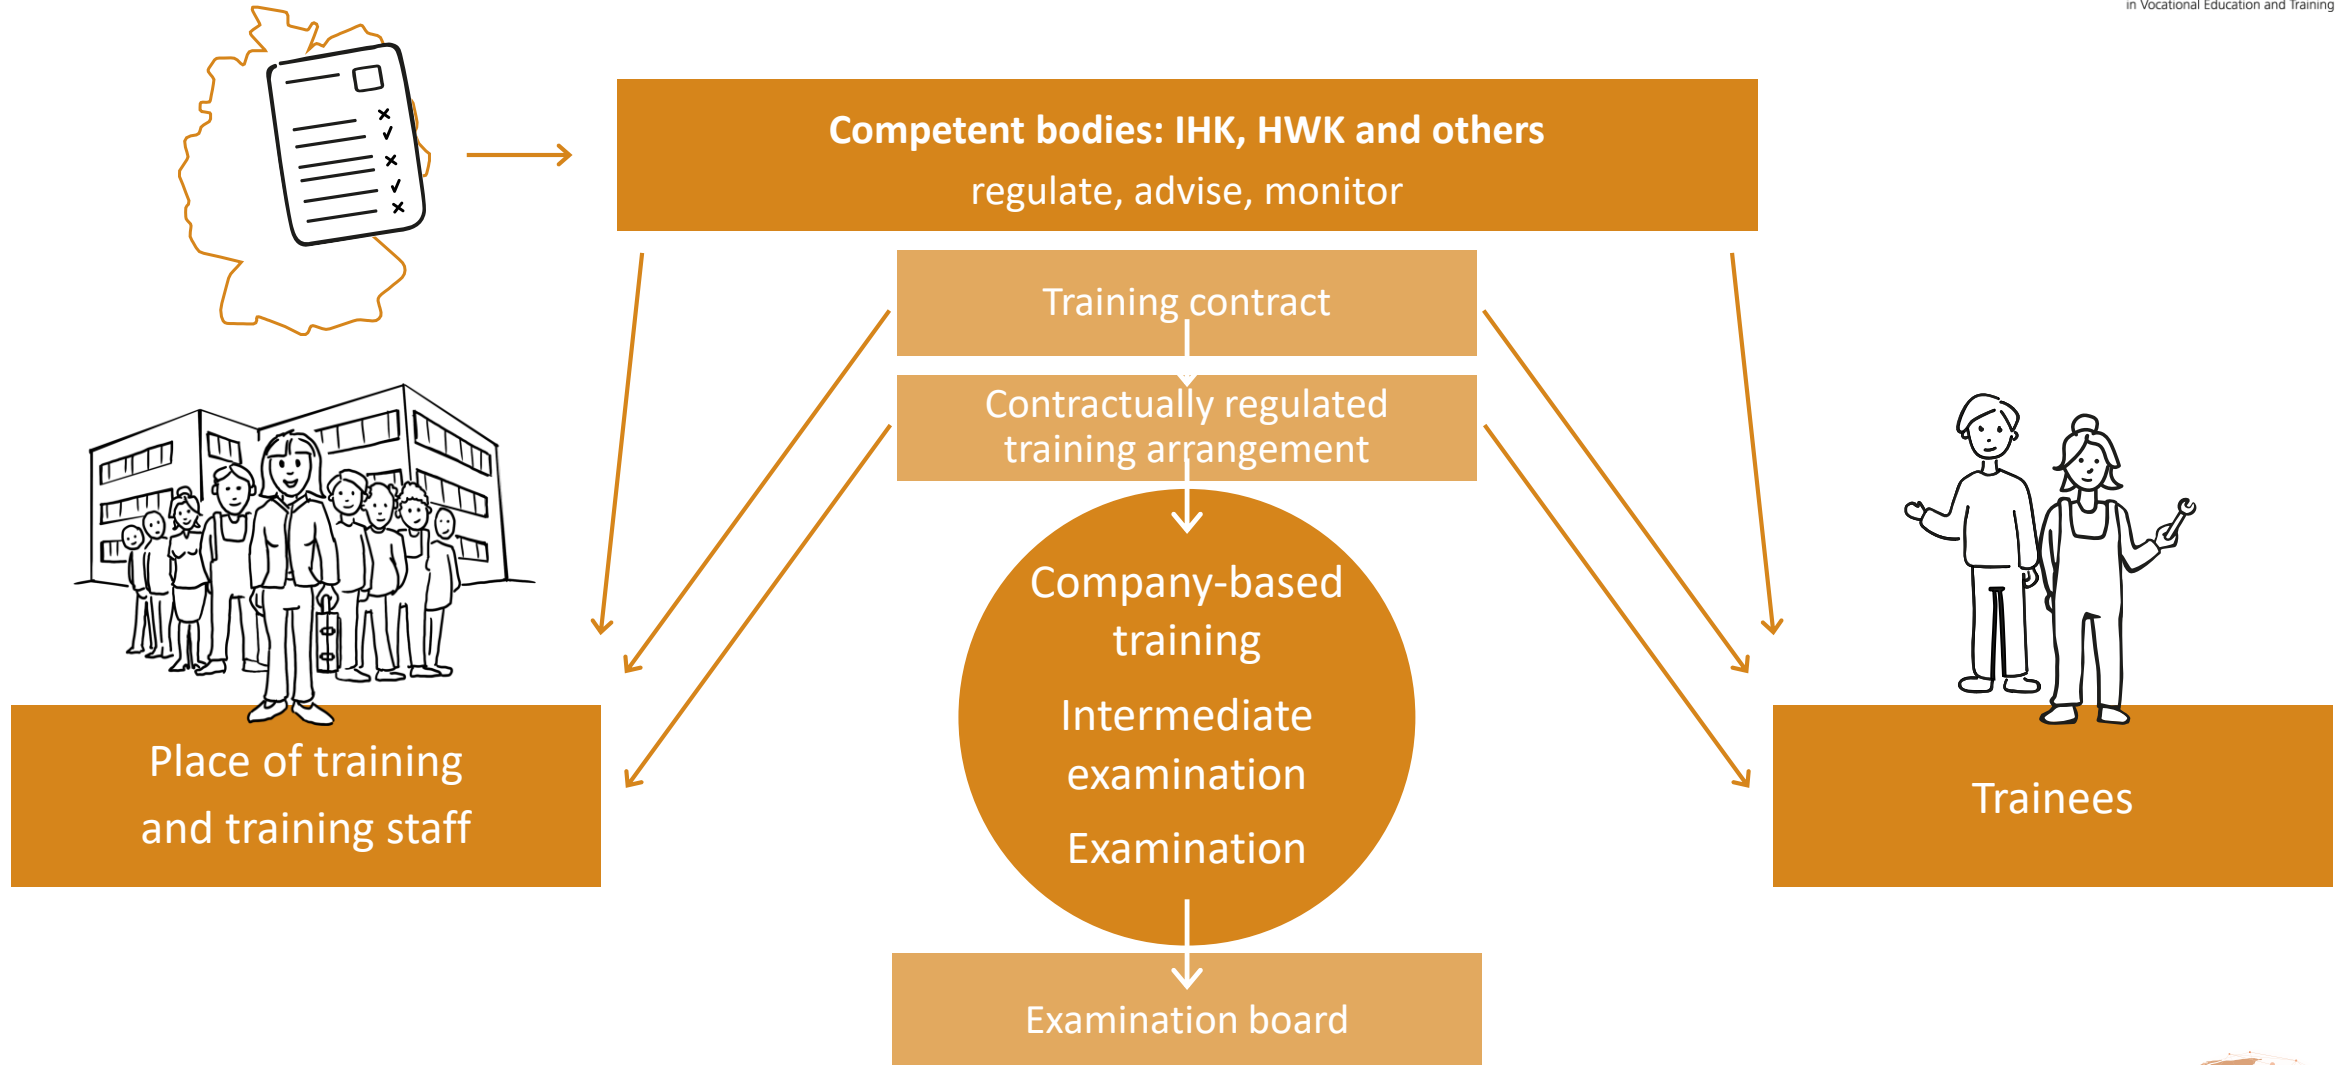 in Vocational Education and Training
Competent bodies: IHK, HWK and others
regulate, advise, monitor
Training contract
Contractually regulated
training arrangement
Company-based
training
Intermediate
examination
Examination
Place of training
and training staff
Trainees
Examination board